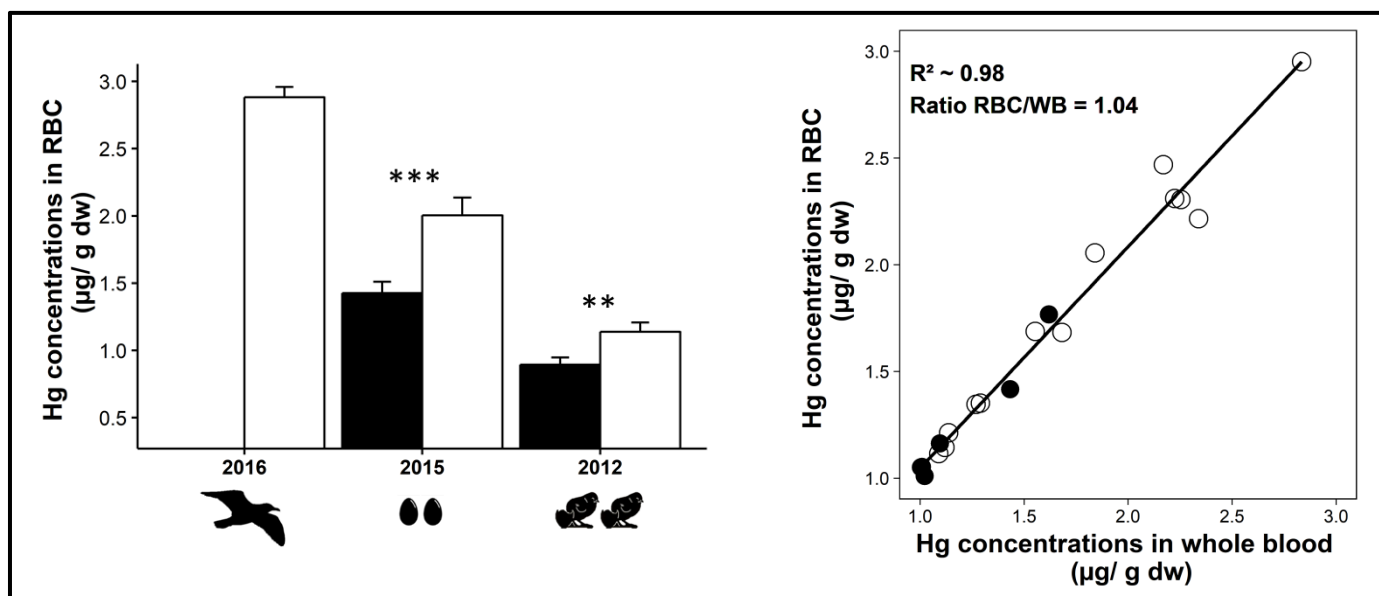 Hg concentrations in RBC
(µg/ g dw)
3.0
2.5
2.0
1.5
1.0
0.5
***
**
2016
2015
2012
R² ~ 0.98
Ratio RBC/WB = 1.04
Hg concentrations in RBC
(µg/ g dw)
3.0
2.5
2.0
1.5
1.0
1.0
1.5
2.0
2.5
3.0
Hg concentrations in whole blood
(µg/ g dw)